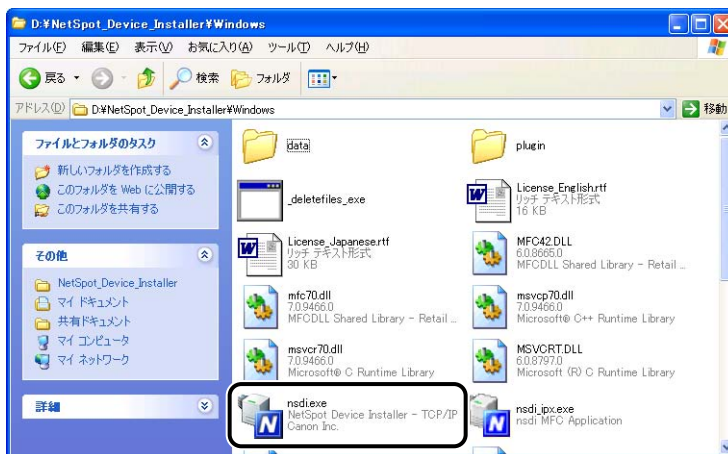 D:¥NetSpot_Device_Installer¥Windows
ファイル(F) 編集(E) 表示(V) お気に入り(A) ツール(T) ヘルプ(H)
戻る 検索 フォルダ
アドレス(D) D:¥NetSpot_Device_Installer¥Windows 移動
ファイルとフォルダのタスク
新しいフォルダを作成する
このフォルダを Web に公開する
このフォルダを共有する
その他
NetSpot_Device_Installer
マイ ドキュメント
共有ドキュメント
マイ コンピュータ
マイ ネットワーク
詳細
data
plugin
_deletefiles_exe
License_English.rtf
リッチ テキスト形式
16 KB
License_Japanese.rtf
リッチ テキスト形式
30 KB
MFC42.DLL
6.0.8665.0
MFCDLL Shared Library - Retail ...
mfc70.dll
7.0.9466.0
MFCDLL Shared Library - Retail ...
msvcp70.dll
7.0.9466.0
Microsoft® C++ Runtime Library
msvcr70.dll
7.0.9466.0
Microsoft® C Runtime Library
MSVCRT.DLL
6.0.8797.0
Microsoft (R) C Runtime Library
nsdi.exe
NetSpot Device Installer - TCP/IP
Canon Inc.
nsdi_ipx.exe
nsdi MFC Application